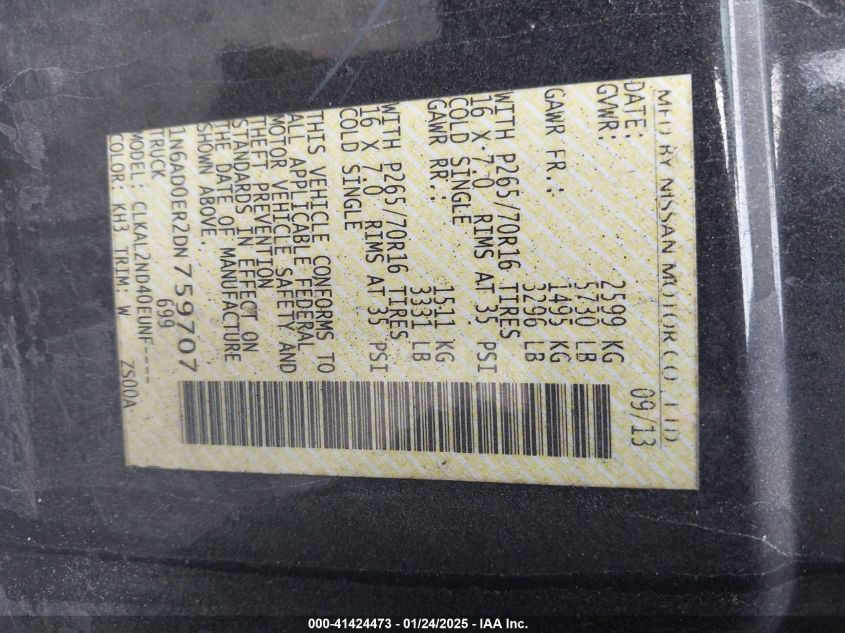 MFD BY NISSAN MOTOR CO., LTD
DATE: 09/13
GVWR: 2599 KG
5730 LB
GAWR FR.: 1495 KG
3296 LB
WITH P265/70R16 TIRES
16 X 7.0 RIMS AT 35 PSI
COLD SINGLE
GAWR RR.: 1511 KG
3331 LB
WITH P265/70R16 TIRES
16 X 7.0 RIMS AT 35 PSI
COLD SINGLE
THIS VEHICLE CONFORMS TO
ALL APPLICABLE FEDERAL
MOTOR VEHICLE SAFETY AND
THEFT PREVENTION
STANDARDS IN EFFECT ON
THE DATE OF MANUFACTURE
SHOWN ABOVE.
1N6AD0ER2DN759707
TRUCK 699
MODEL: CLKAL2ND40EUNF----
COLOR: KH3 TRIM: W ZS00A
000-41424473 — 01/24/2025 - IAA Inc.